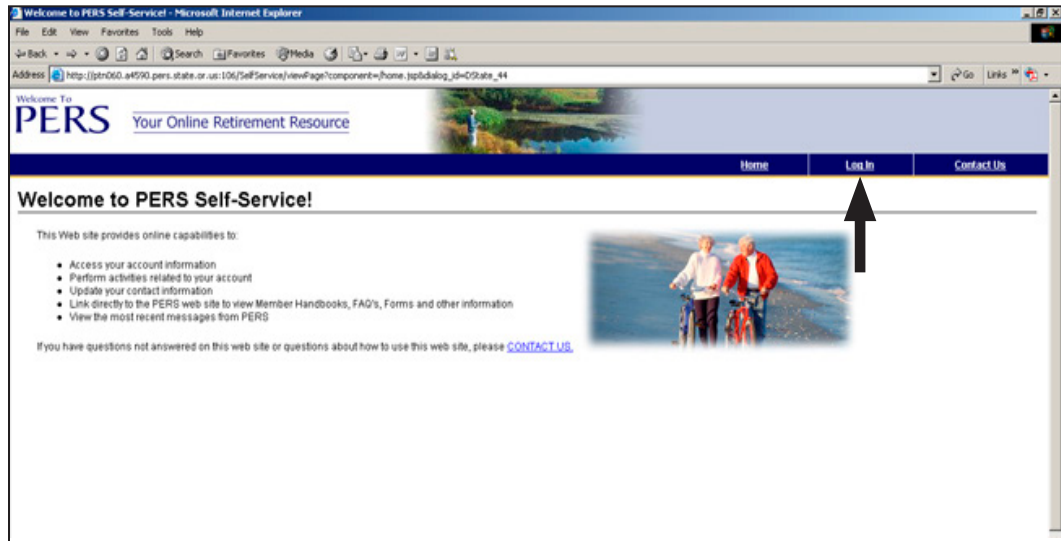 Welcome to PERS Self-Service! - Microsoft Internet Explorer
File Edit View Favorites Tools Help
Back Search Favorites Media
Address http://ptn060.a4590.pers.state.or.us:106/SelfService/viewPage?component=/home.jsp&dialog_id=DState_44 Go Links »
Welcome To
PERS Your Online Retirement Resource
Home Log In Contact Us
Welcome to PERS Self-Service!
This Web site provides online capabilities to:
• Access your account information
• Perform activities related to your account
• Update your contact information
• Link directly to the PERS web site to view Member Handbooks, FAQ's, Forms and other information
• View the most recent messages from PERS
If you have questions not answered on this web site or questions about how to use this web site, please CONTACT US.